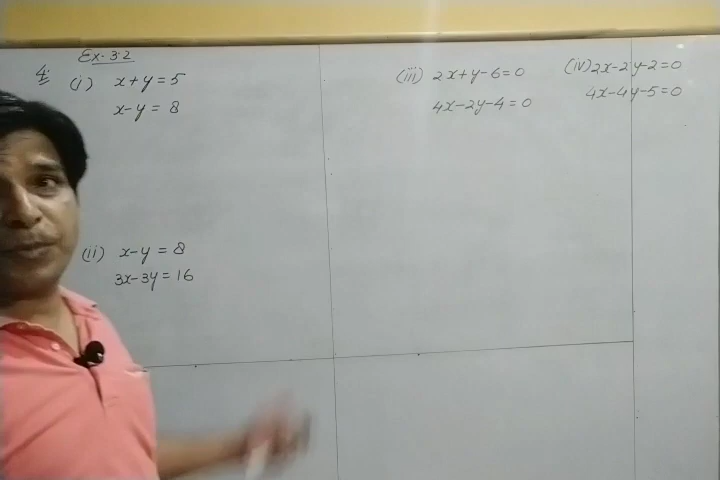 Ex. 3.2
4. (i) x+y=5
x-y=8
(ii) x-y=8
3x-3y=16
(iii) 2x+y-6=0
4x-2y-4=0
(iv) 2x-2y-2=0
4x-4y-5=0